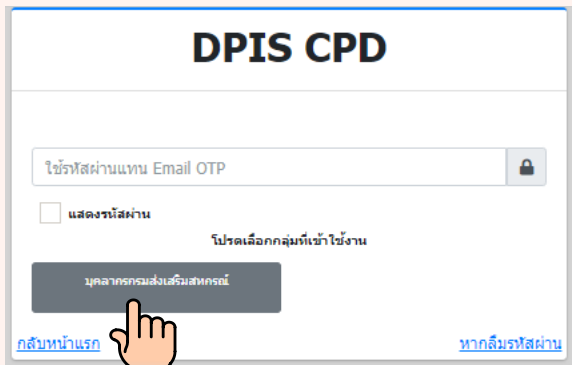 DPIS CPD
ใช้รหัสผ่านแทน Email OTP
แสดงรหัสผ่าน
โปรดเลือกกลุ่มที่เข้าใช้งาน
บุคลากรกรมส่งเสริมสหกรณ์
กลับหน้าแรก
หากลืมรหัสผ่าน